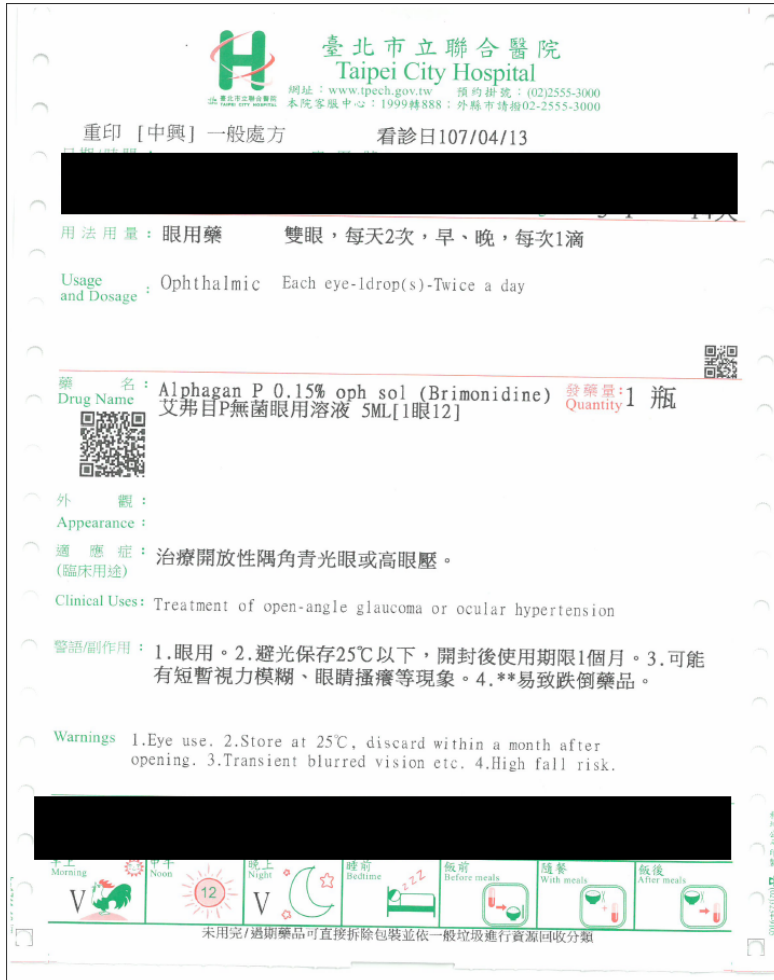 臺北市立聯合醫院
Taipei City Hospital
臺北市立聯合醫院
TAIPEI CITY HOSPITAL
網址：www.tpech.gov.tw 預約掛號：(02)2555-3000
本院客服中心：1999轉888；外縣市請撥02-2555-3000
重印 [中興] 一般處方 看診日107/04/13
用法用量：眼用藥 雙眼，每天2次，早、晚，每次1滴
Usage and Dosage : Ophthalmic Each eye-1drop(s)-Twice a day
藥名： Alphagan P 0.15% oph sol (Brimonidine) 發藥量： 1 瓶
Drug Name 艾弗目P無菌眼用溶液 5ML[1眼12] Quantity
外觀：
Appearance :
適應症： 治療開放性隅角青光眼或高眼壓。
(臨床用途)
Clinical Uses: Treatment of open-angle glaucoma or ocular hypertension
警語/副作用：1.眼用。2.避光保存25℃以下，開封後使用期限1個月。3.可能
有短暫視力模糊、眼睛搔癢等現象。4.**易致跌倒藥品。
Warnings 1.Eye use. 2.Store at 25℃, discard within a month after
opening. 3.Transient blurred vision etc. 4.High fall risk.
早上 中午 晚上 睡前 飯前 隨餐 飯後
Morning Noon Night Bedtime Before meals With meals After meals
V 12 V zzz
未用完/過期藥品可直接拆除包裝並依一般垃圾進行資源回收分類